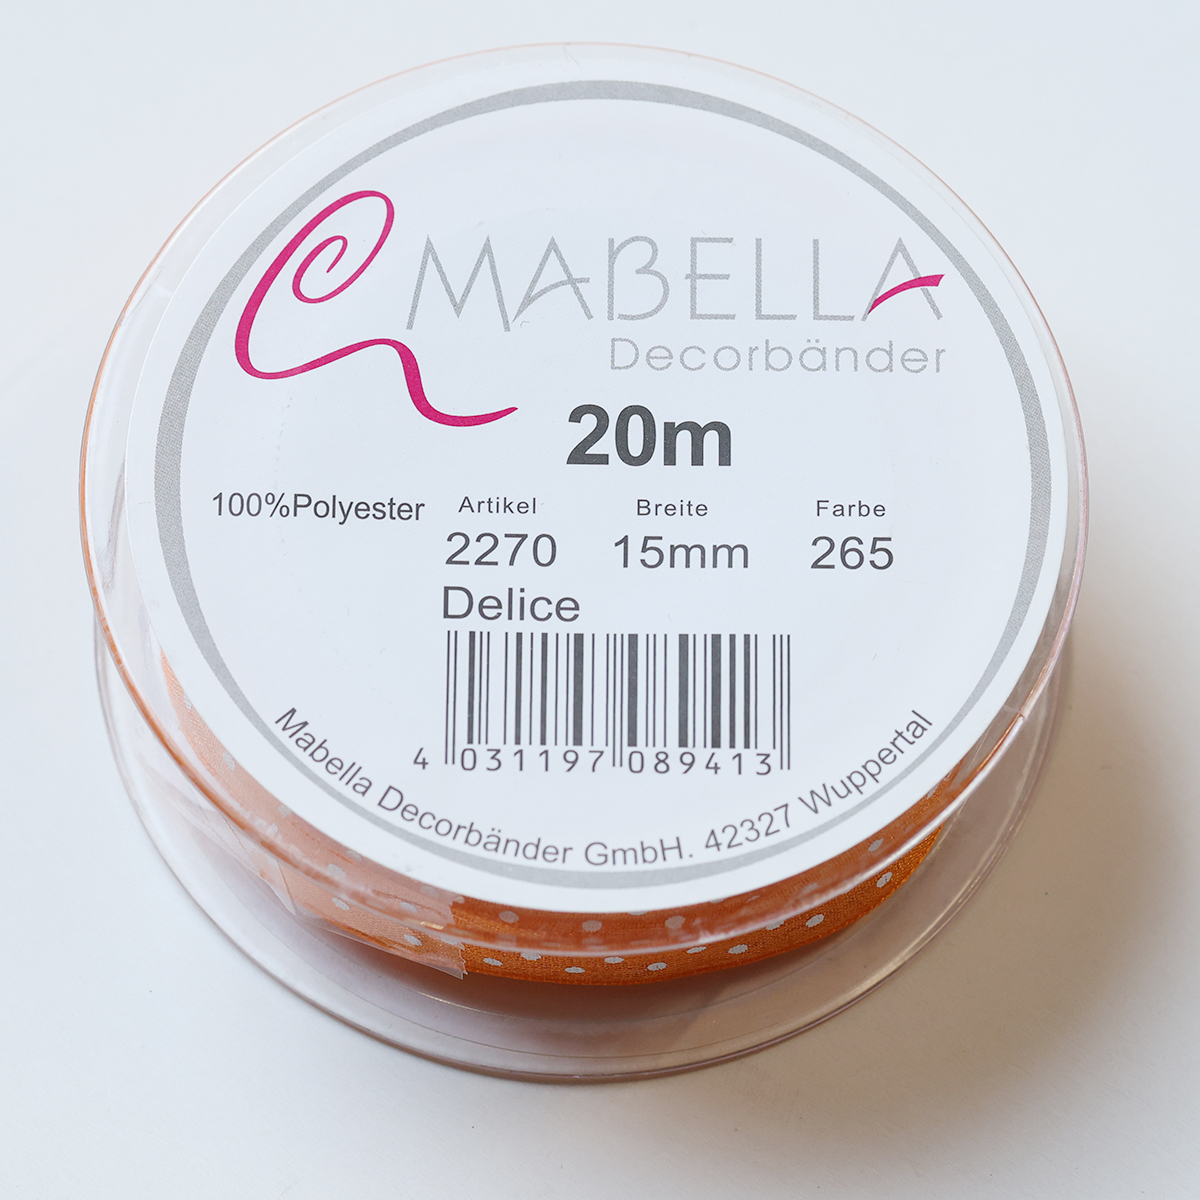 MABELLA
Decorbänder
20m
100%Polyester
Artikel Breite Farbe
2270 15mm 265
Delice
4 031197 089413
Mabella Decorbänder GmbH. 42327 Wuppertal